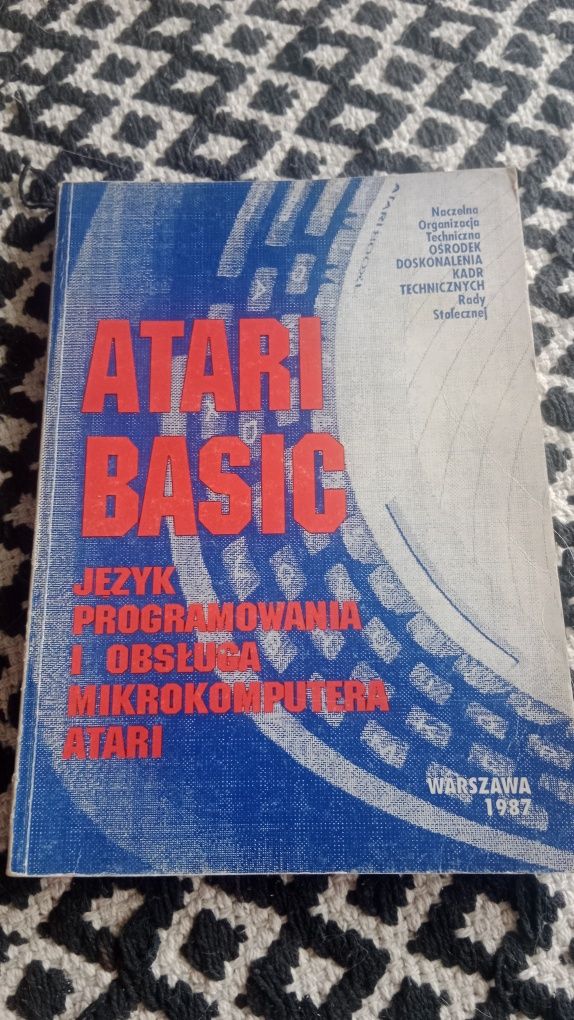 Naczelna
Organizacja
Techniczna
OŚRODEK
DOSKONALENIA
KADR
TECHNICZNYCH
Rady
Stołecznej
ATARI
BASIC
JĘZYK
PROGRAMOWANIA
I OBSŁUGA
MIKROKOMPUTERA
ATARI
WARSZAWA
1987